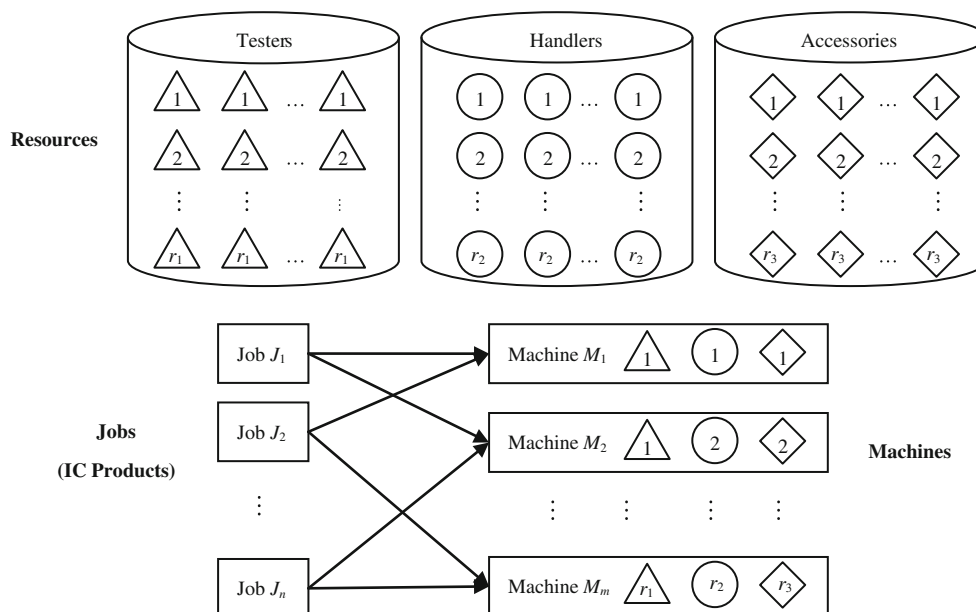 Testers Handlers Accessories
1 1 … 1 1 1 … 1 1 1 … 1
Resources
2 2 … 2 2 2 … 2 2 2 … 2
⋮ ⋮ ⋮ ⋮ ⋮ ⋮ ⋮ ⋮ ⋮
r1 r1 … r1 r2 r2 … r2 r3 r3 … r3
Job J1 Machine M1 1 1 1
Job J2 Machine M2 1 2 2
Jobs
(IC Products)
Machines
⋮ ⋮ ⋮ ⋮ ⋮
Job Jn Machine Mm r1 r2 r3